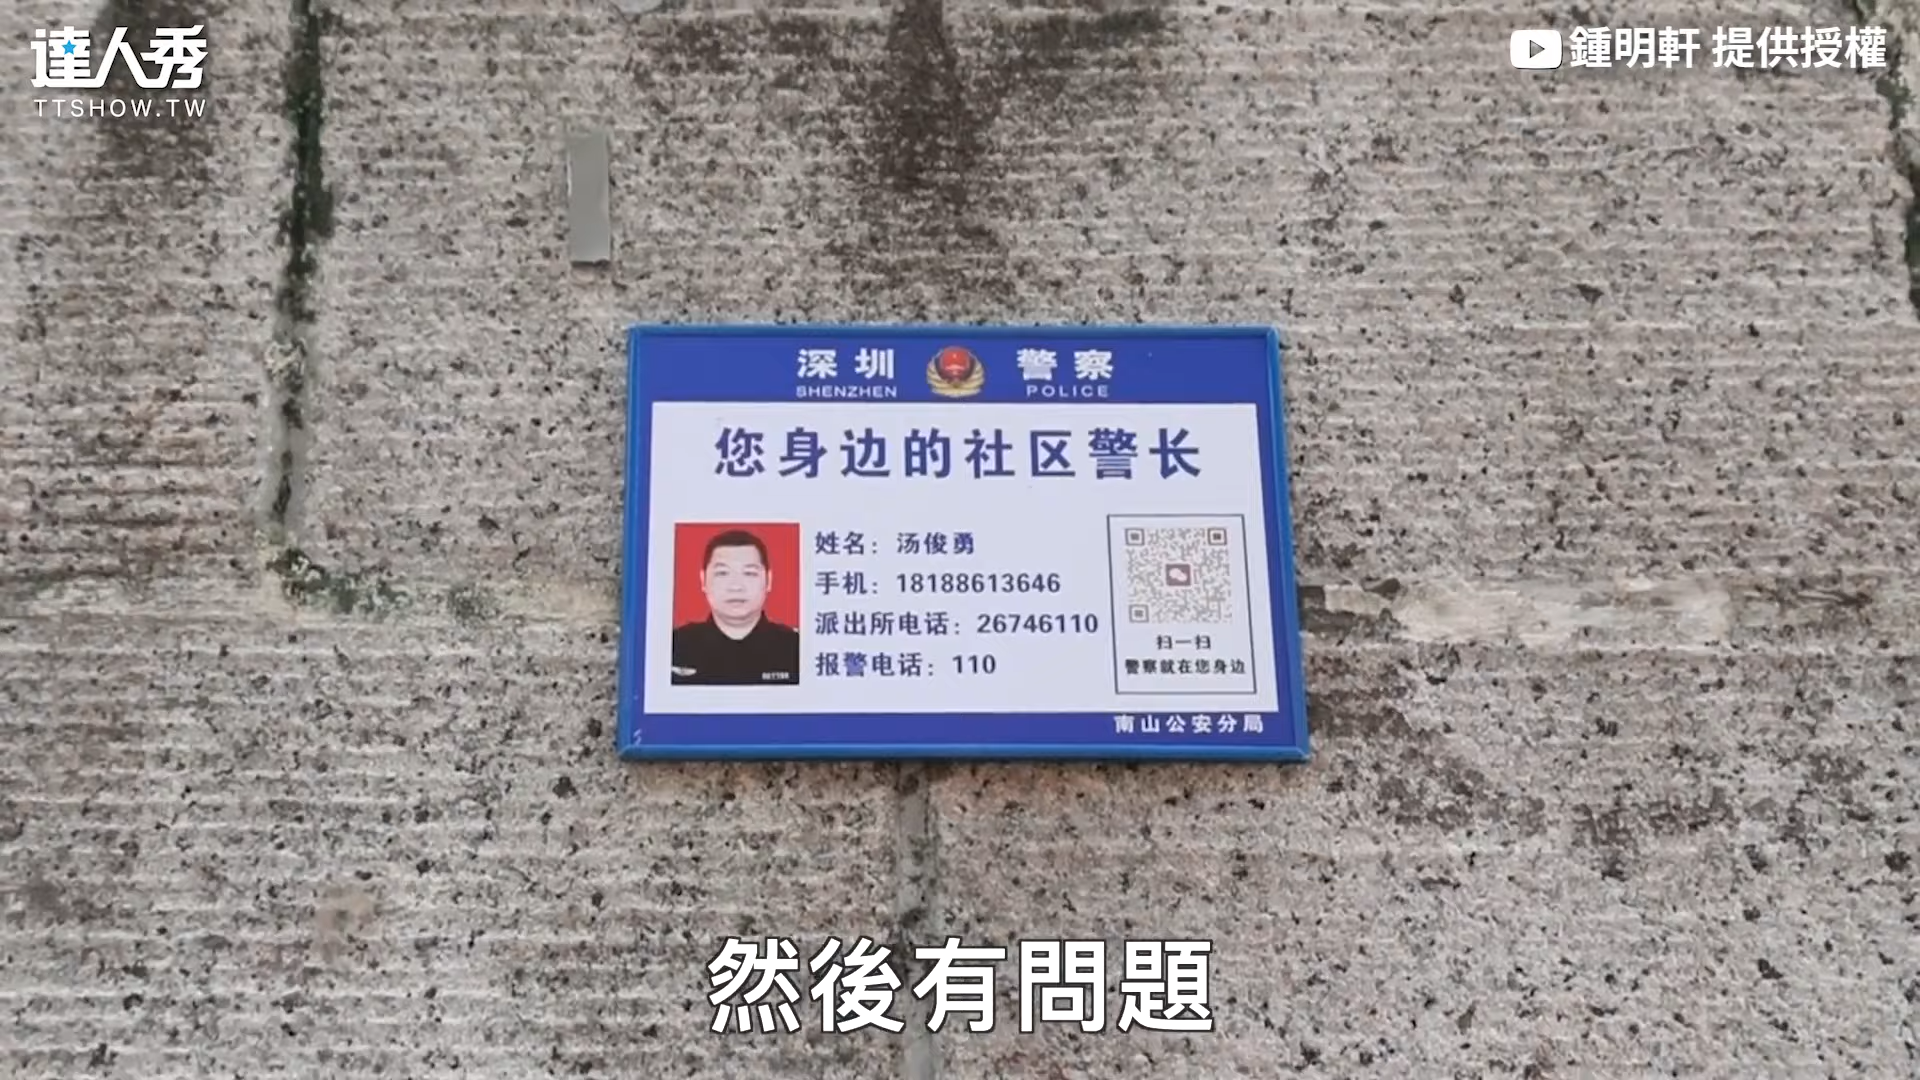 達人秀
TTSHOW.TW
鍾明軒 提供授權
深圳 警察
SHENZHEN POLICE
您身边的社区警长
姓名：汤俊勇
手机：18188613646
派出所电话：26746110
报警电话：110
扫一扫
警察就在您身边
南山公安分局
然後有問題